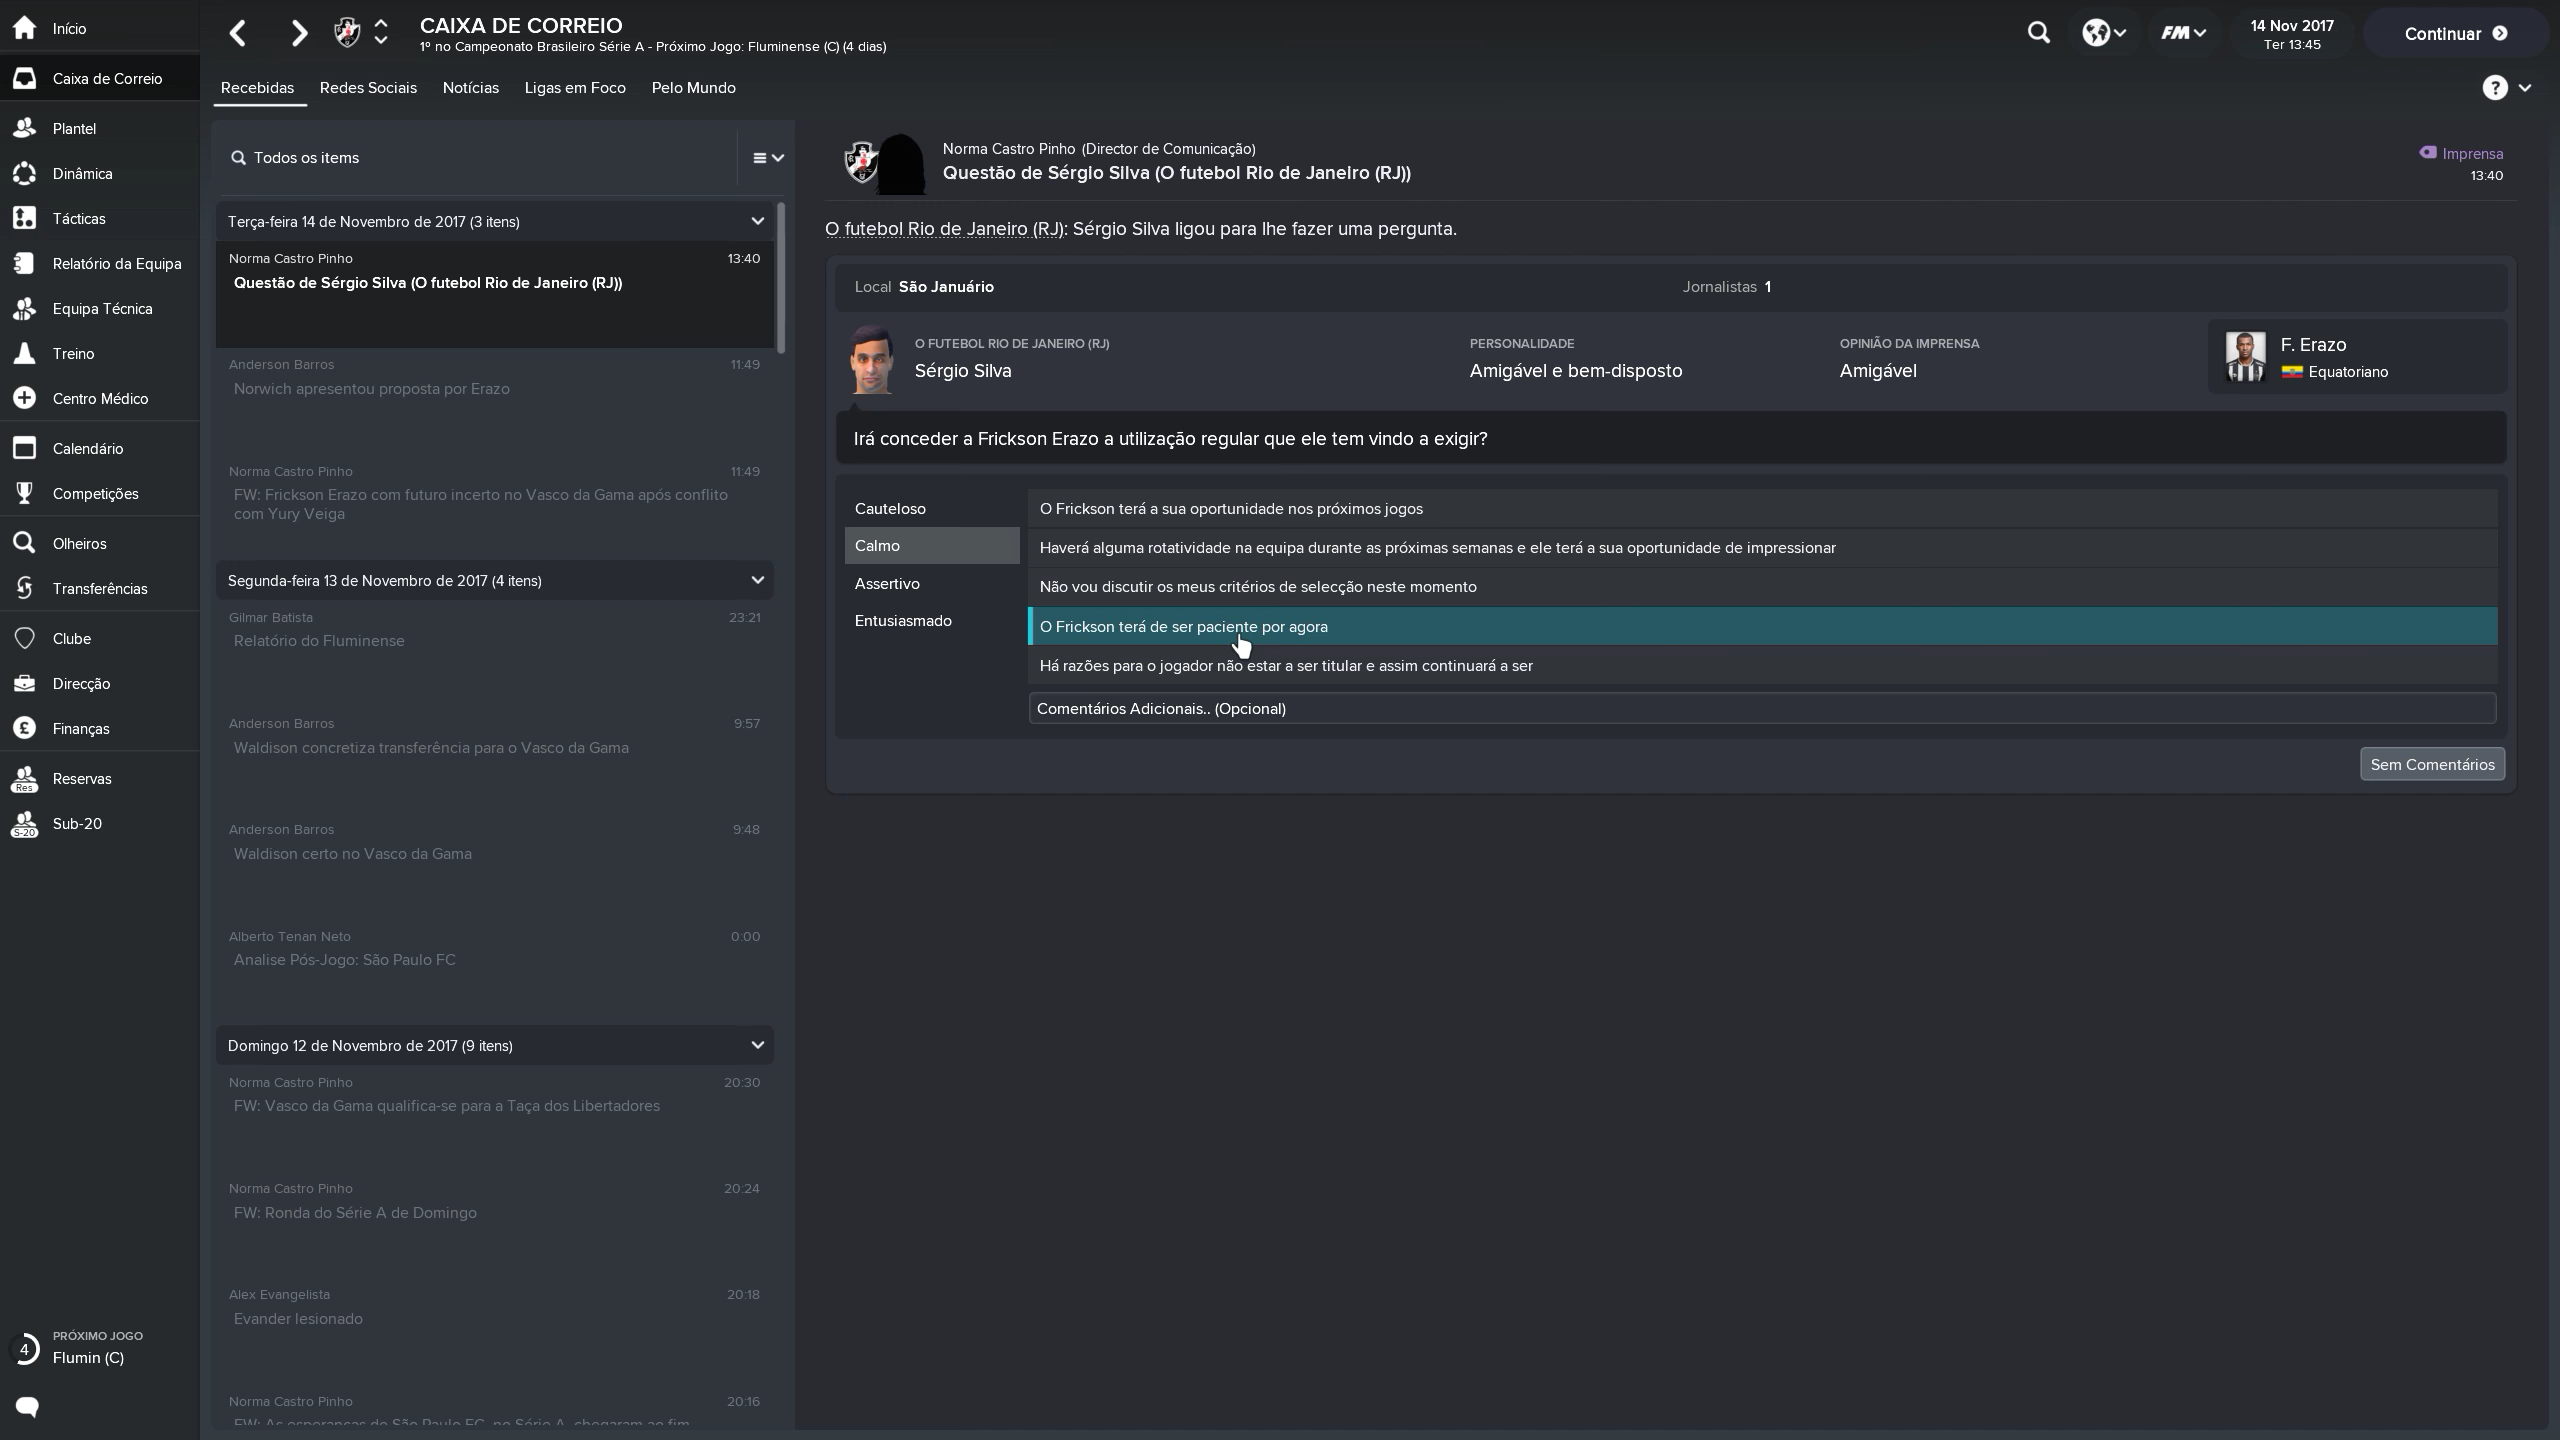 Início
Caixa de Correio
Plantel
Dinâmica
Tácticas
Relatório da Equipa
Equipa Técnica
Treino
Centro Médico
Calendário
Competições
Olheiros
Transferências
Clube
Direcção
Finanças
Res
Reservas
S-20
Sub-20
4
PRÓXIMO JOGO
Flumin (C)
CAIXA DE CORREIO
1º no Campeonato Brasileiro Série A - Próximo Jogo: Fluminense (C) (4 dias)
FM
14 Nov 2017
Ter 13:45
Continuar
Recebidas Redes Sociais Notícias Ligas em Foco Pelo Mundo
?
Todos os items
Terça-feira 14 de Novembro de 2017 (3 itens)
Norma Castro Pinho 13:40
Questão de Sérgio Silva (O futebol Rio de Janeiro (RJ))
Anderson Barros 11:49
Norwich apresentou proposta por Erazo
Norma Castro Pinho 11:49
FW: Frickson Erazo com futuro incerto no Vasco da Gama após conflito
com Yury Veiga
Segunda-feira 13 de Novembro de 2017 (4 itens)
Gilmar Batista 23:21
Relatório do Fluminense
Anderson Barros 9:57
Waldison concretiza transferência para o Vasco da Gama
Anderson Barros 9:48
Waldison certo no Vasco da Gama
Alberto Tenan Neto 0:00
Analise Pós-Jogo: São Paulo FC
Domingo 12 de Novembro de 2017 (9 itens)
Norma Castro Pinho 20:30
FW: Vasco da Gama qualifica-se para a Taça dos Libertadores
Norma Castro Pinho 20:24
FW: Ronda do Série A de Domingo
Alex Evangelista 20:18
Evander lesionado
Norma Castro Pinho 20:16
FW: As esperanças do São Paulo FC, no Série A, chegaram ao fim
Norma Castro Pinho (Director de Comunicação)
Questão de Sérgio Silva (O futebol Rio de Janeiro (RJ))
Imprensa
13:40
O futebol Rio de Janeiro (RJ): Sérgio Silva ligou para lhe fazer uma pergunta.
Local São Januário
Jornalistas 1
O FUTEBOL RIO DE JANEIRO (RJ)
Sérgio Silva
PERSONALIDADE
Amigável e bem-disposto
OPINIÃO DA IMPRENSA
Amigável
F. Erazo
Equatoriano
Irá conceder a Frickson Erazo a utilização regular que ele tem vindo a exigir?
Cauteloso
Calmo
Assertivo
Entusiasmado
O Frickson terá a sua oportunidade nos próximos jogos
Haverá alguma rotatividade na equipa durante as próximas semanas e ele terá a sua oportunidade de impressionar
Não vou discutir os meus critérios de selecção neste momento
O Frickson terá de ser paciente por agora
Há razões para o jogador não estar a ser titular e assim continuará a ser
Comentários Adicionais.. (Opcional)
Sem Comentários